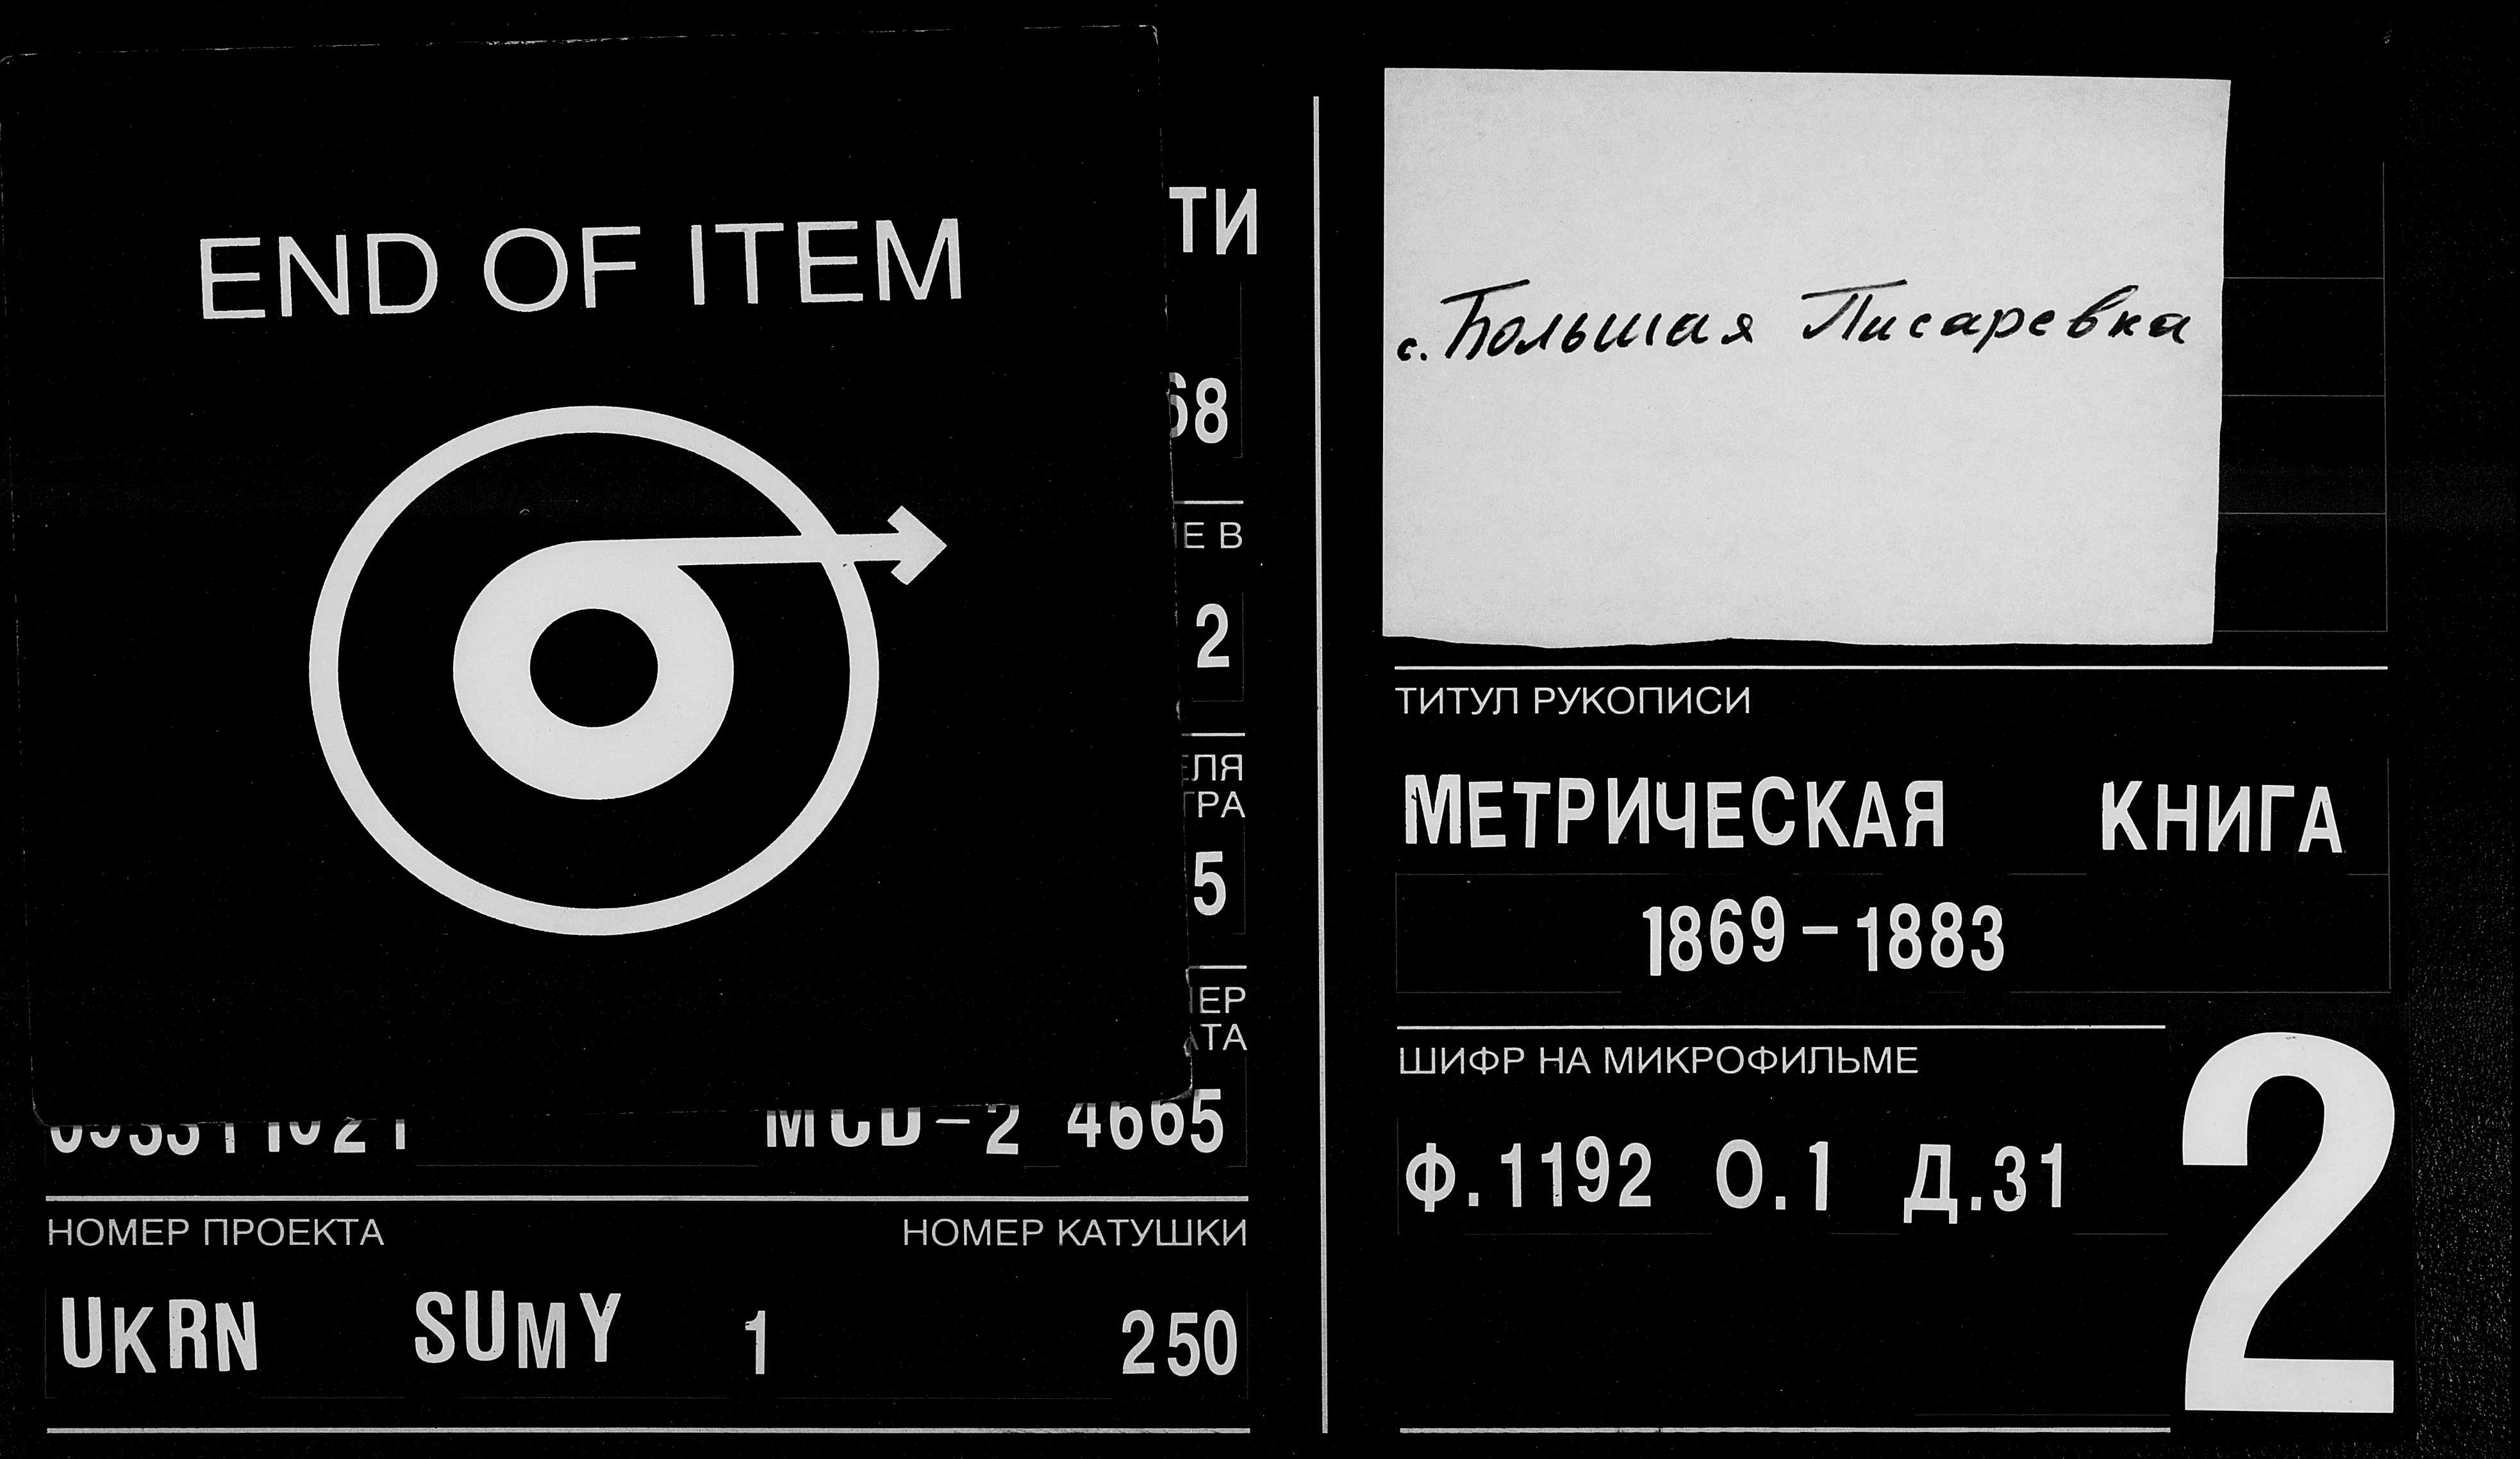 END OF ITEM
ТИ
68
Е В
2
ЕЛЯ
ТРА
5
ЕР
ТА
MCD-2 4665
НОМЕР ПРОЕКТА НОМЕР КАТУШКИ
UKRN SUMY 1 250
с. Большая Писаревка
ТИТУЛ РУКОПИСИ
МЕТРИЧЕСКАЯ КНИГА
1869-1883
ШИФР НА МИКРОФИЛЬМЕ
Ф.1192 О.1 Д.31
2